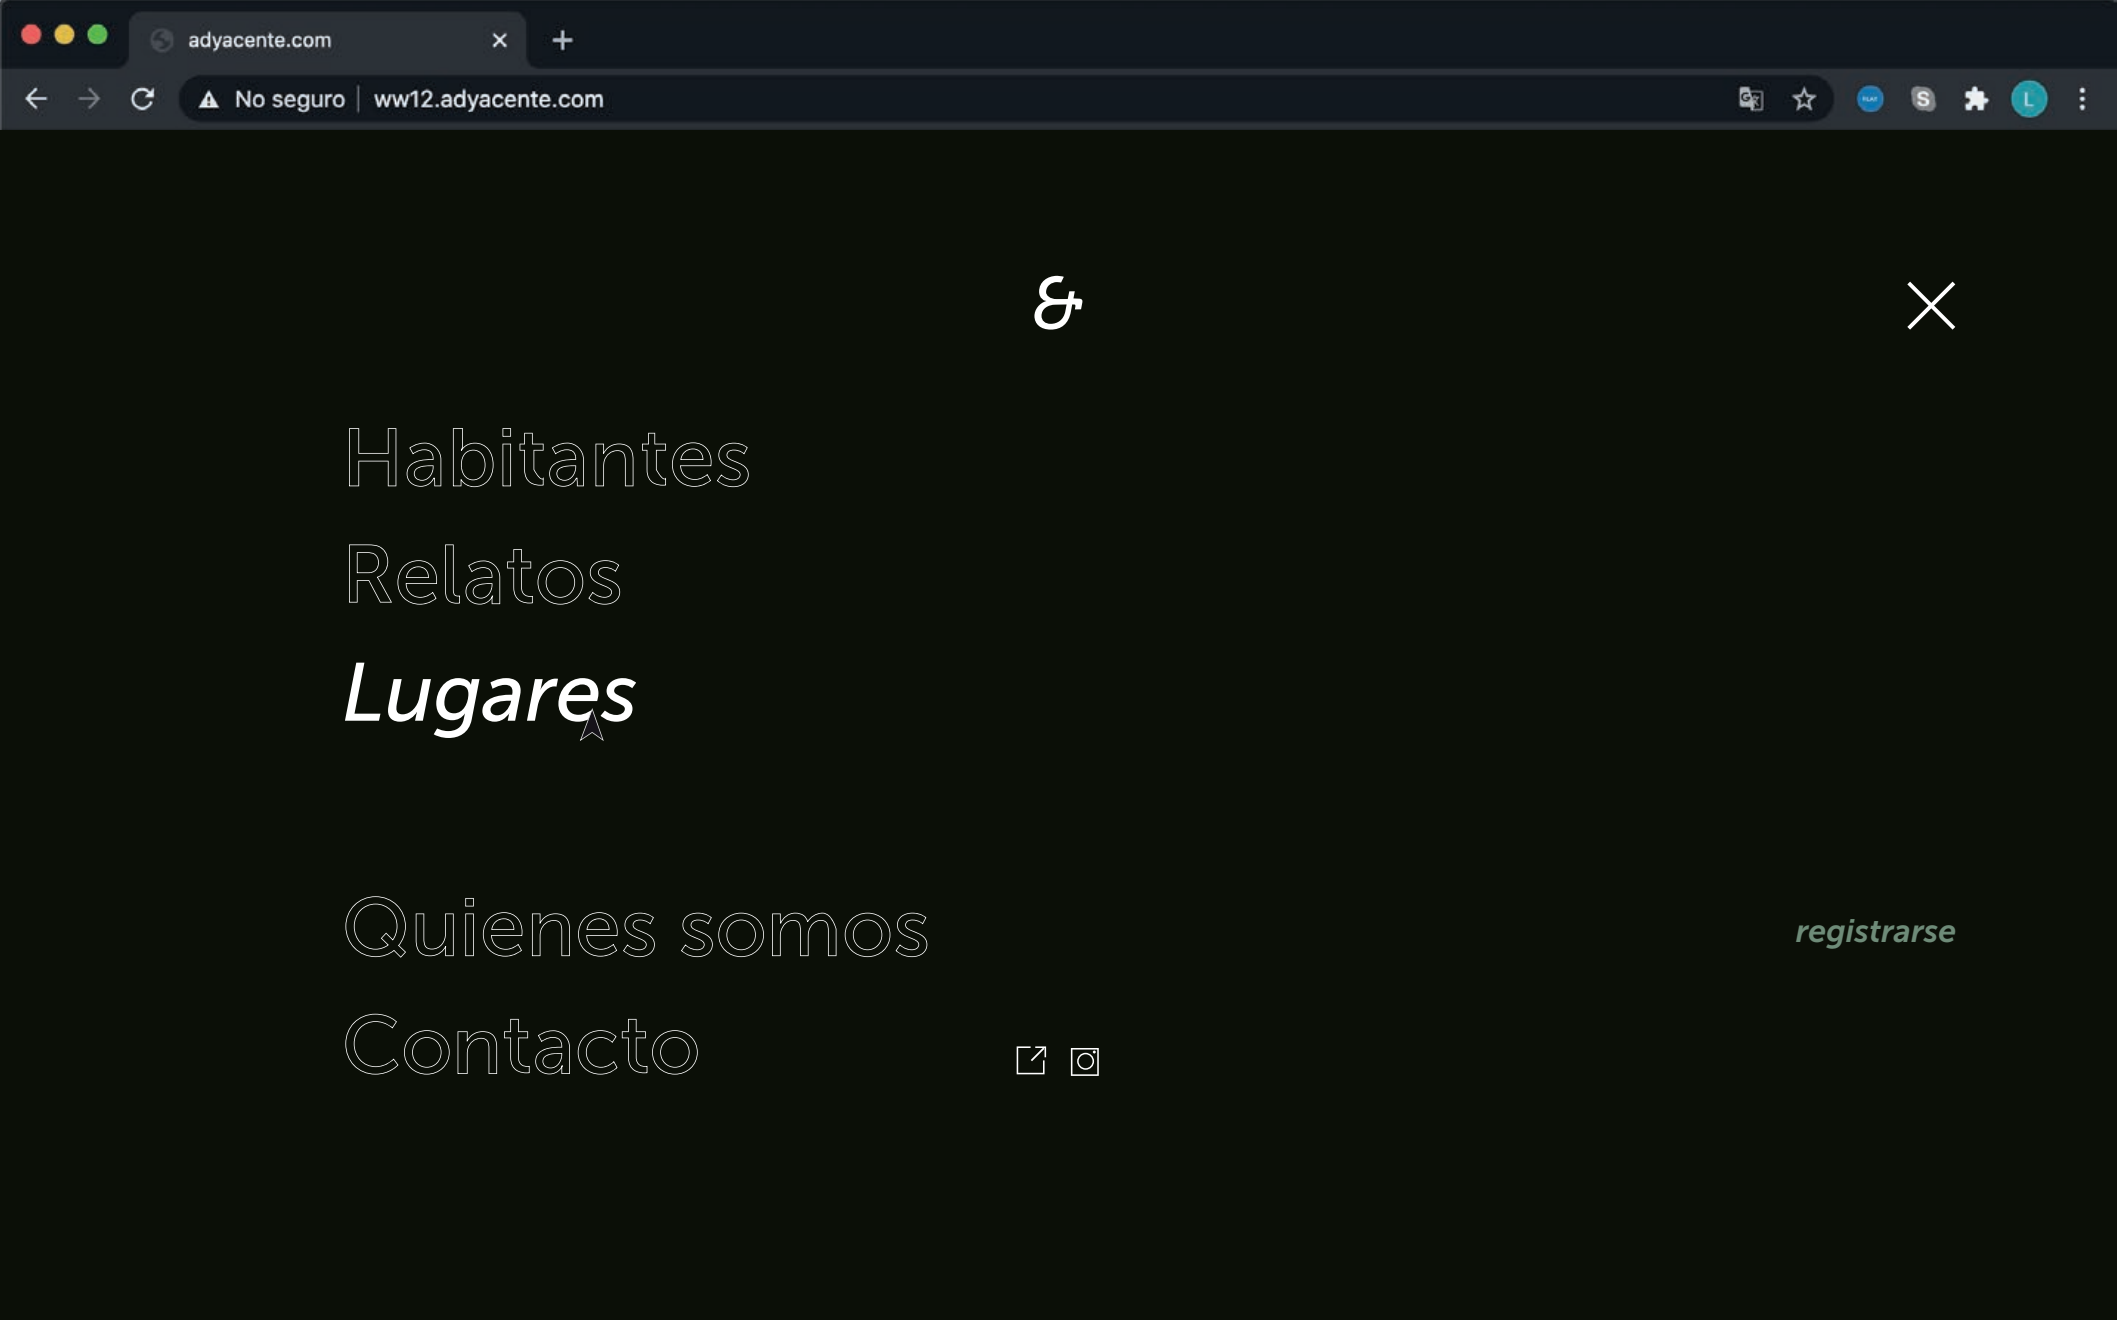 adyacente.com
No seguro ww12.adyacente.com
L
&
Habitantes
Relatos
Lugares
Quienes somos
registrarse
Contacto